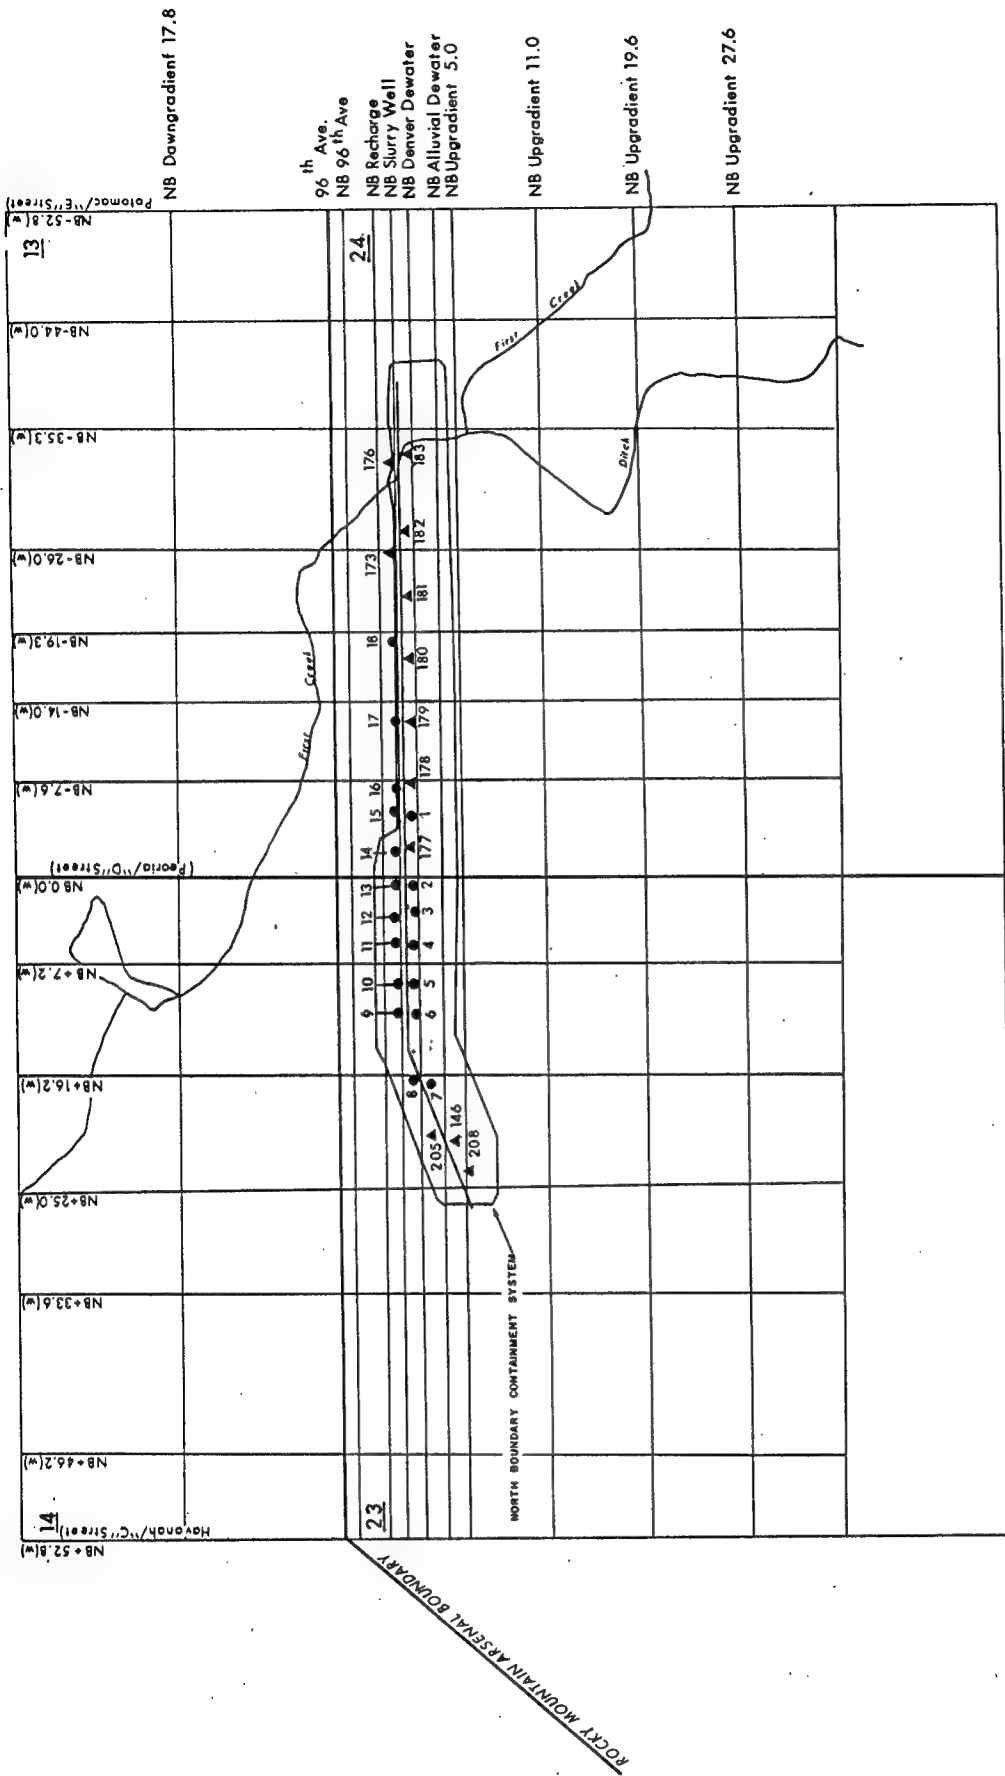 NB Dawngradient 17.8
96th Ave.
NB 96th Ave
NB Recharge
NB Slurry Well
NB Denver Dewater
NB Alluvial Dewater
NB Upgradient 5.0
NB Upgradient 11.0
NB Upgradient 19.6
NB Upgradient 27.6
Potomac/"E"Street)
NB-52.8(w)
NB-44.0(w)
NB-35.3(w)
NB-26.0(w)
NB-19.3(w)
NB-14.0(w)
NB-7.6(w)
(Peoria/"D"Street)
NB 0.0(w)
NB+7.2(w)
NB+16.2(w)
NB+25.0(w)
NB+33.6(w)
NB+46.2(w)
Havanah/"C"Street)
NB+52.8(w)
13
24
14
23
First Creek
First Creek
Ditch
176
173
18
17
16
15
14
13
12
11
10
9
183
182
181
180
179
178
1
177
2
3
4
5
6
8
7
205
146
208
NORTH BOUNDARY CONTAINMENT SYSTEM
ROCKY MOUNTAIN ARSENAL BOUNDARY